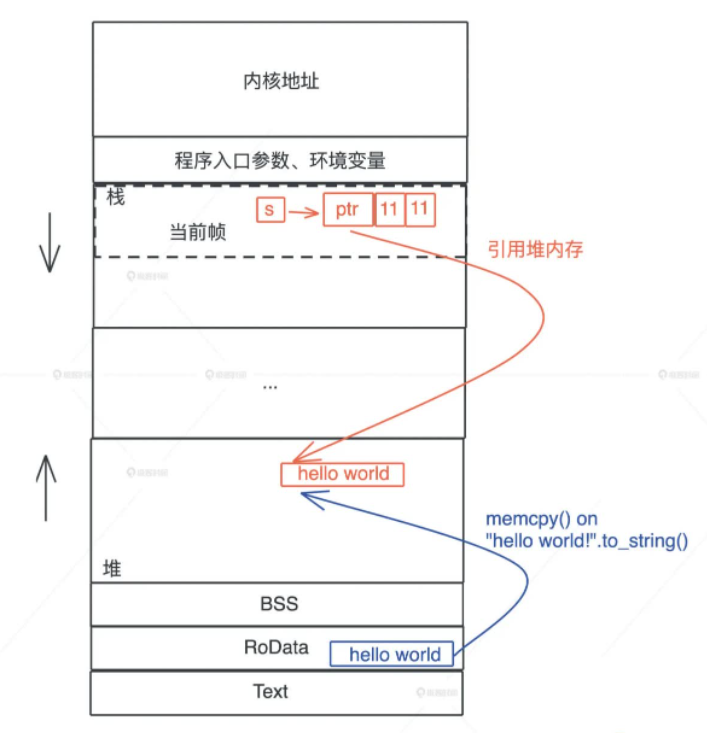 内核地址
程序入口参数、环境变量
栈
s
ptr
11
11
当前帧
引用堆内存
...
hello world
memcpy() on
"hello world!".to_string()
堆
BSS
RoData
hello world
Text